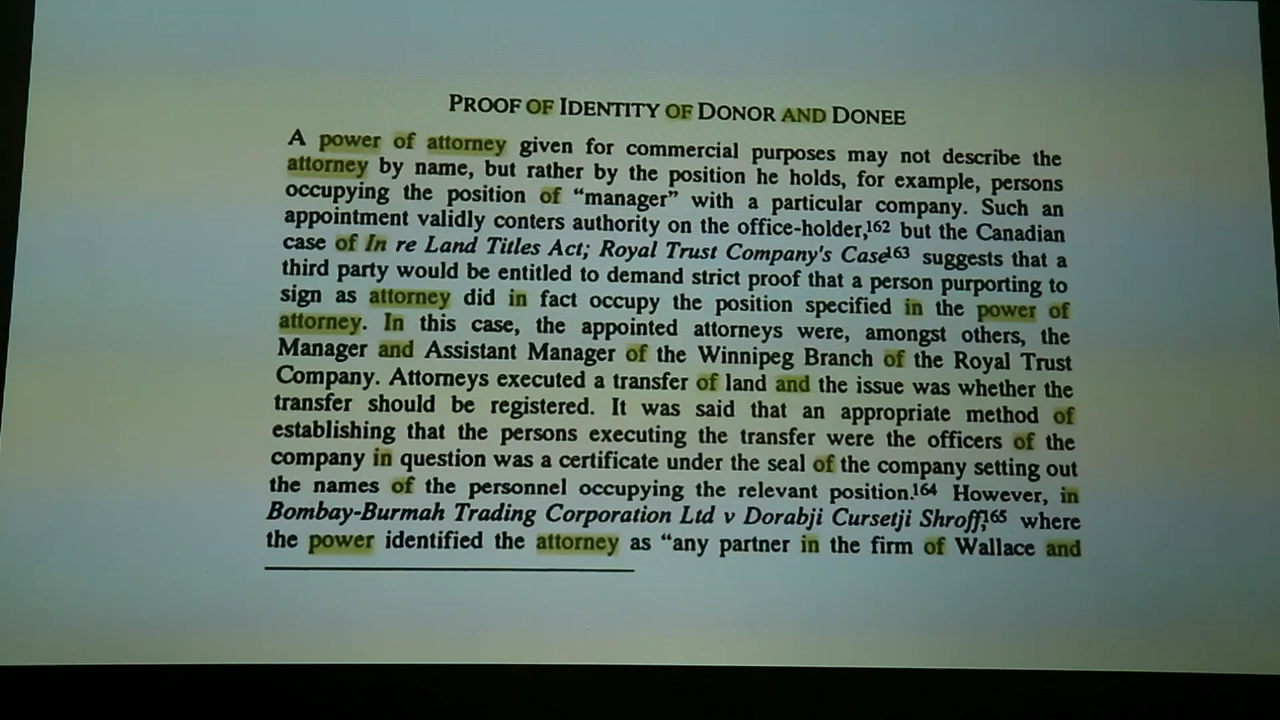 PROOF OF IDENTITY OF DONOR AND DONEE
A power of attorney given for commercial purposes may not describe the
attorney by name, but rather by the position he holds, for example, persons
occupying the position of “manager” with a particular company. Such an
appointment validly conters authority on the office-holder,162 but the Canadian
case of In re Land Titles Act; Royal Trust Company's Case163 suggests that a
third party would be entitled to demand strict proof that a person purporting to
sign as attorney did in fact occupy the position specified in the power of
attorney. In this case, the appointed attorneys were, amongst others, the
Manager and Assistant Manager of the Winnipeg Branch of the Royal Trust
Company. Attorneys executed a transfer of land and the issue was whether the
transfer should be registered. It was said that an appropriate method of
establishing that the persons executing the transfer were the officers of the
company in question was a certificate under the seal of the company setting out
the names of the personnel occupying the relevant position.164 However, in
Bombay-Burmah Trading Corporation Ltd v Dorabji Cursetji Shroff,165 where
the power identified the attorney as “any partner in the firm of Wallace and